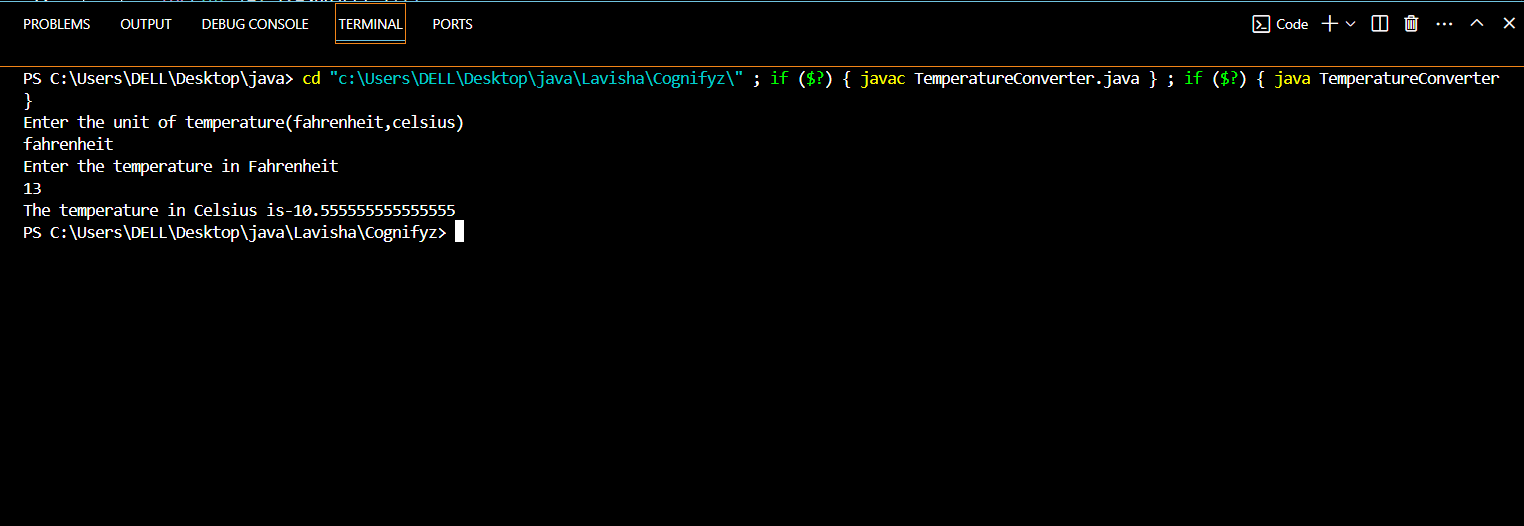 PROBLEMS OUTPUT DEBUG CONSOLE TERMINAL PORTS Code
PS C:\Users\DELL\Desktop\java> cd "c:\Users\DELL\Desktop\java\Lavisha\Cognifyz\" ; if ($?) { javac TemperatureConverter.java } ; if ($?) { java TemperatureConverter
}
Enter the unit of temperature(fahrenheit,celsius)
fahrenheit
Enter the temperature in Fahrenheit
13
The temperature in Celsius is-10.555555555555555
PS C:\Users\DELL\Desktop\java\Lavisha\Cognifyz>